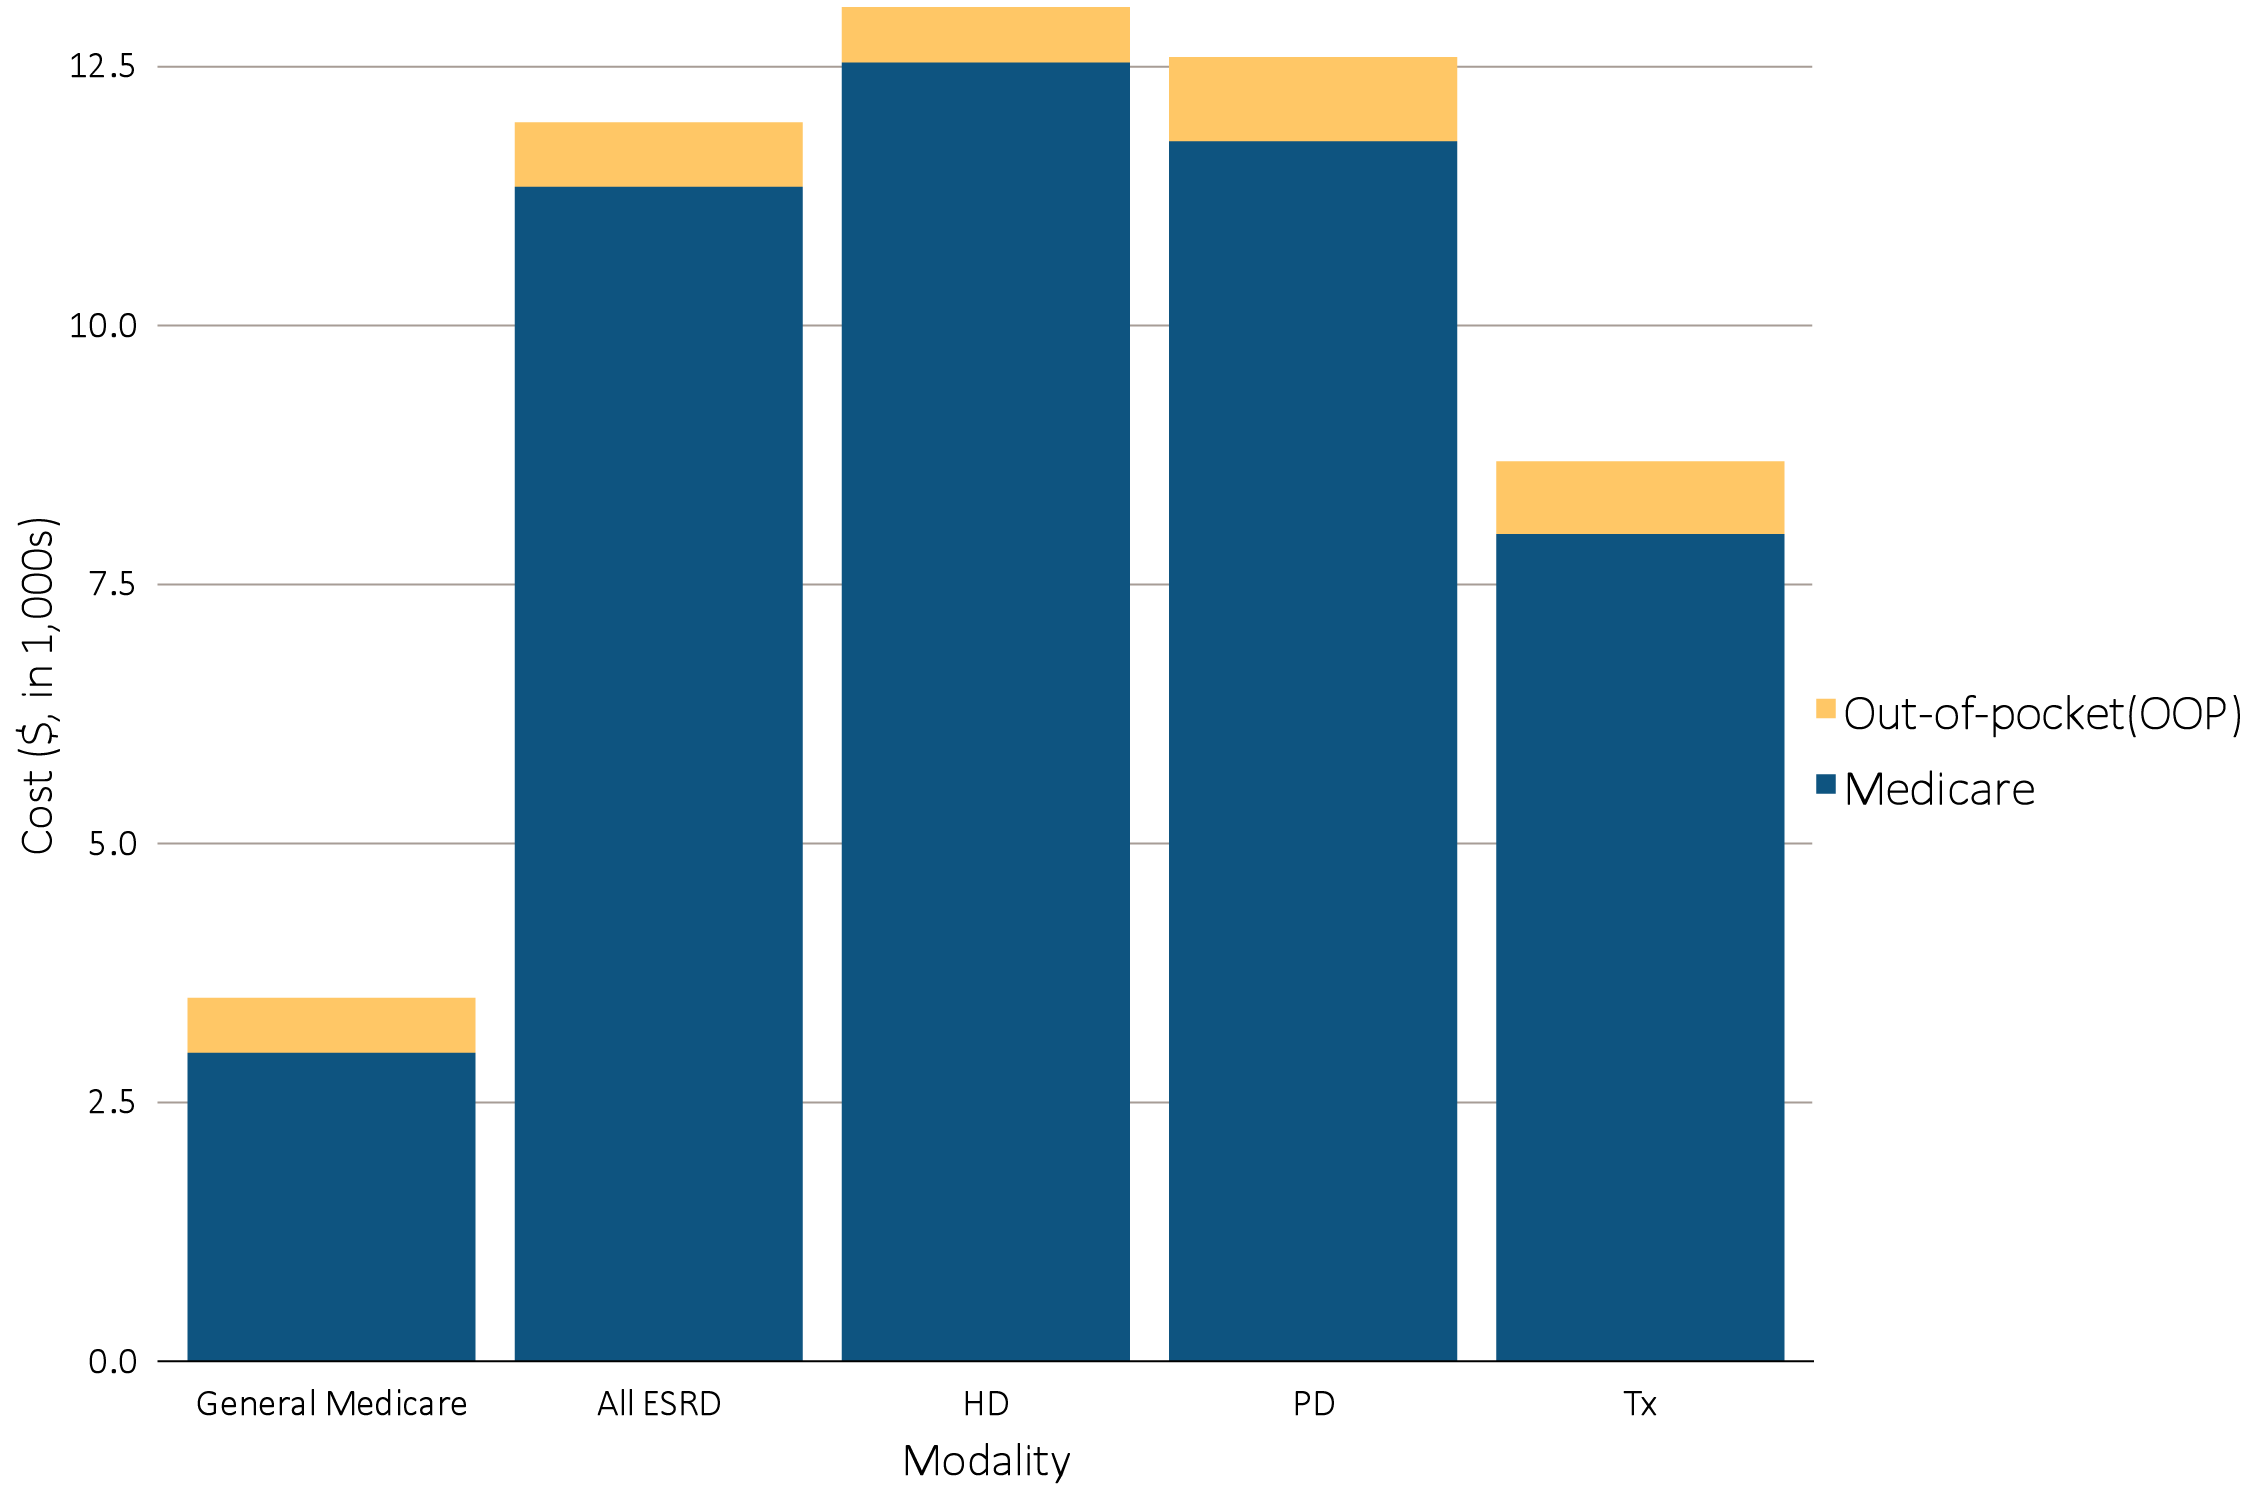 12.5
10.0
7.5
5.0
2.5
0.0
Cost ($, in 1,000s)
General Medicare
All ESRD
HD
PD
Tx
Modality
Out-of-pocket(OOP)
Medicare